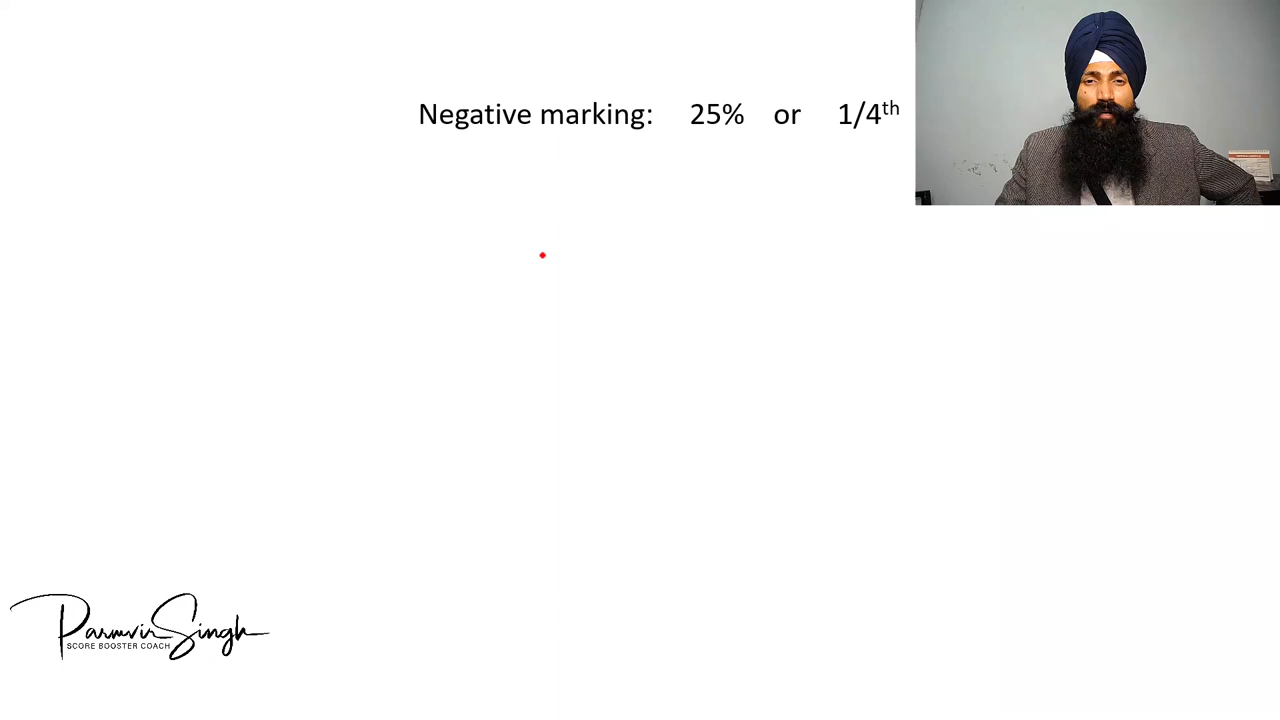 Negative marking: 25% or 1/4th
Parmvir Singh
SCORE BOOSTER COACH